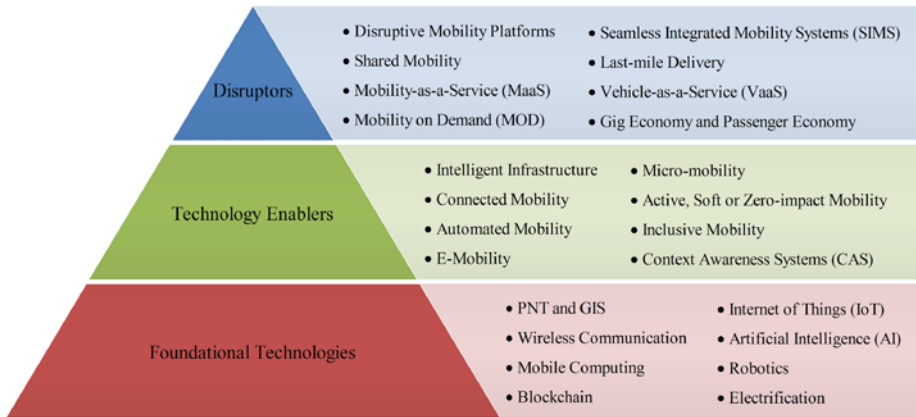 Disruptors
• Disruptive Mobility Platforms
• Shared Mobility
• Mobility-as-a-Service (MaaS)
• Mobility on Demand (MOD)
• Seamless Integrated Mobility Systems (SIMS)
• Last-mile Delivery
• Vehicle-as-a-Service (VaaS)
• Gig Economy and Passenger Economy
Technology Enablers
• Intelligent Infrastructure
• Connected Mobility
• Automated Mobility
• E-Mobility
• Micro-mobility
• Active, Soft or Zero-impact Mobility
• Inclusive Mobility
• Context Awareness Systems (CAS)
Foundational Technologies
• PNT and GIS
• Wireless Communication
• Mobile Computing
• Blockchain
• Internet of Things (IoT)
• Artificial Intelligence (AI)
• Robotics
• Electrification